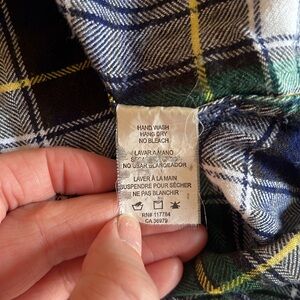 HAND WASH
HAND DRY
NO BLEACH
LAVAR A MANO
NO USAR BLANQUEADOR
LAVER À LA MAIN
SUSPENDRE POUR SÉCHER
NE PAS BLANCHIR
RN# 117784
CA 36979